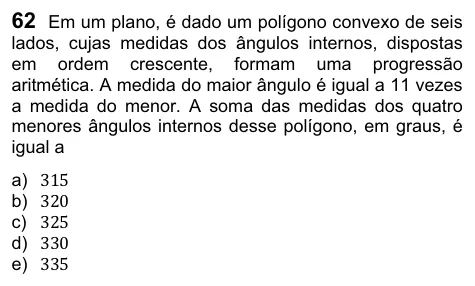 62 Em um plano, é dado um polígono convexo de seis
lados, cujas medidas dos ângulos internos, dispostas
em ordem crescente, formam uma progressão
aritmética. A medida do maior ângulo é igual a 11 vezes
a medida do menor. A soma das medidas dos quatro
menores ângulos internos desse polígono, em graus, é
igual a
a) 315
b) 320
c) 325
d) 330
e) 335